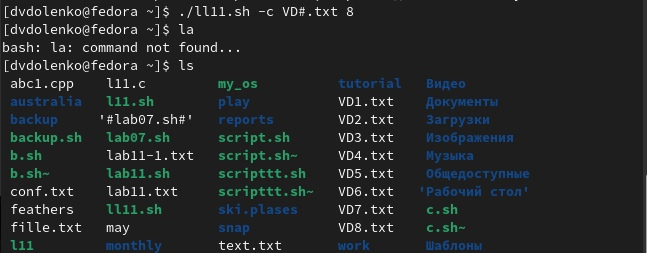 [dvdolenko@fedora ~]$ ./ll11.sh -c VD#.txt 8
[dvdolenko@fedora ~]$ la
bash: la: command not found...
[dvdolenko@fedora ~]$ ls
abc1.cpp l11.c my_os tutorial Видео
australia l11.sh play VD1.txt Документы
backup '#lab07.sh#' reports VD2.txt Загрузки
backup.sh lab07.sh script.sh VD3.txt Изображения
b.sh lab11-1.txt script.sh~ VD4.txt Музыка
b.sh~ lab11.sh scripttt.sh VD5.txt Общедоступные
conf.txt lab11.txt scripttt.sh~ VD6.txt 'Рабочий стол'
feathers ll11.sh ski.plases VD7.txt c.sh
fille.txt may snap VD8.txt c.sh~
l11 monthly text.txt work Шаблоны